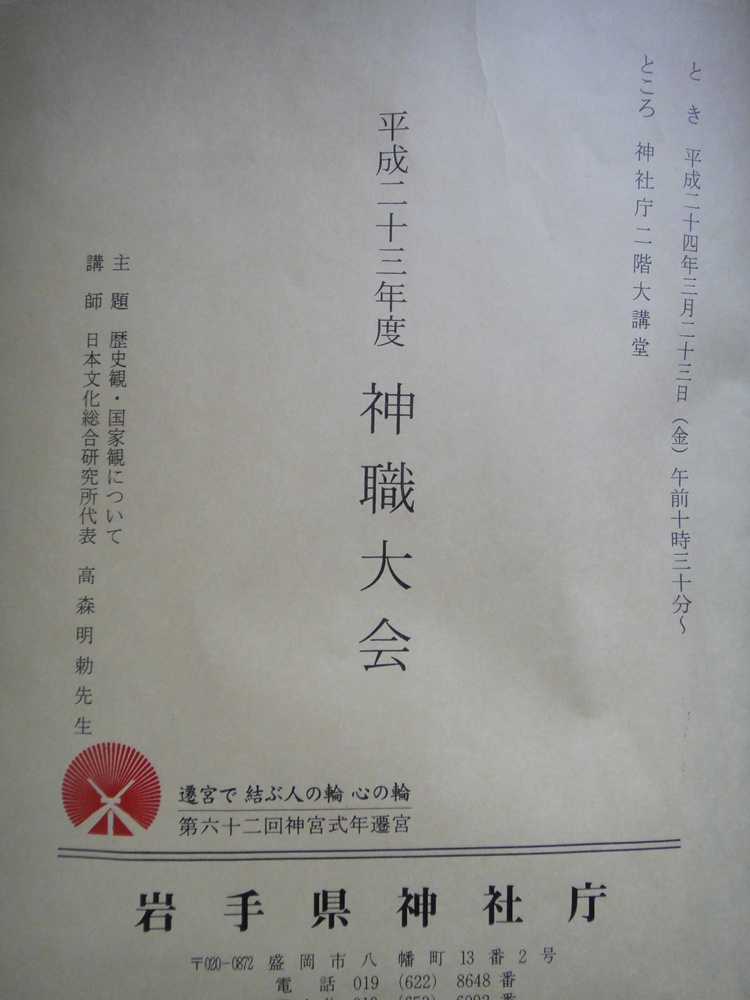 とき 平成二十四年三月二十三日（金）午前十時三十分〜
ところ 神社庁二階大講堂
平成二十三年度 神職大会
主題 歴史観・国家観について
講師 日本文化総合研究所代表 高森明勅先生
遷宮で 結ぶ人の輪 心の輪
第六十二回神宮式年遷宮
岩手県神社庁
〒020-0872 盛岡市八幡町13番2号
電話 019 (622) 8648番